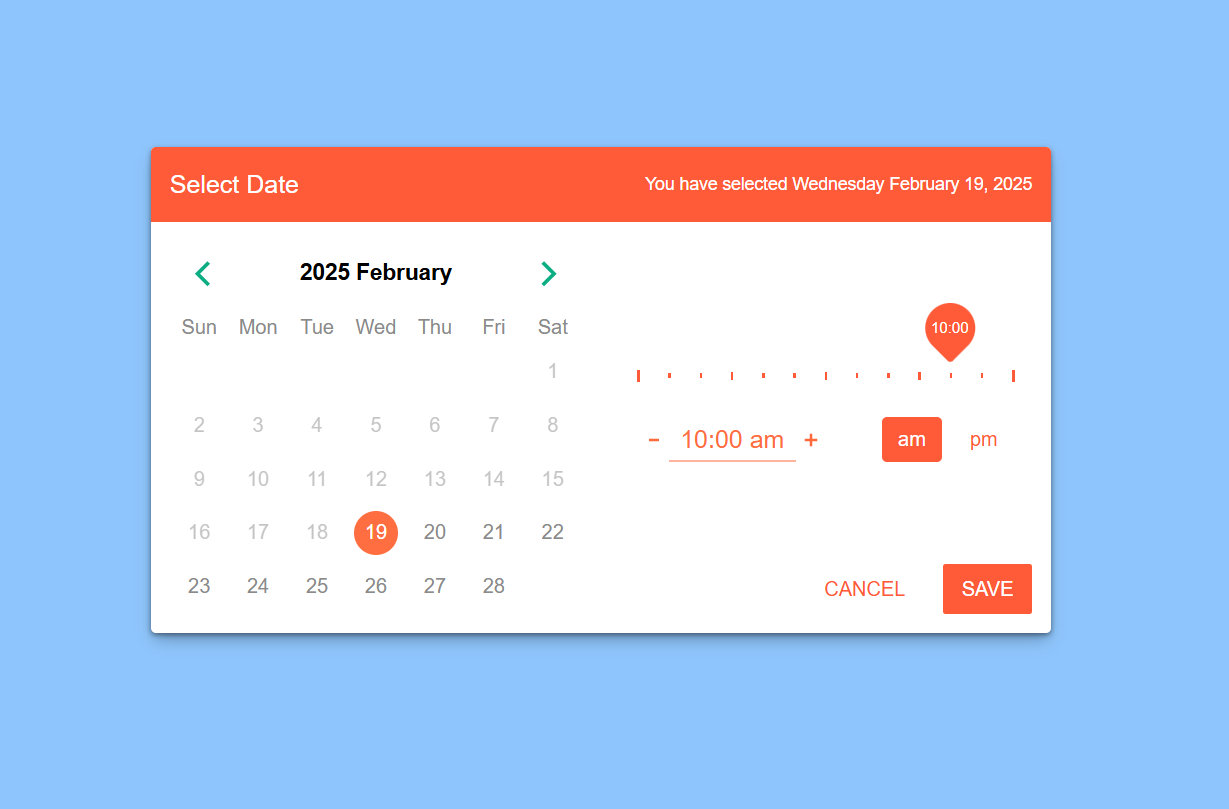 Select Date
You have selected Wednesday February 19, 2025
2025 February
Sun Mon Tue Wed Thu Fri Sat
1
2 3 4 5 6 7 8
9 10 11 12 13 14 15
16 17 18 19 20 21 22
23 24 25 26 27 28
10:00
- 10:00 am +
am pm
CANCEL SAVE